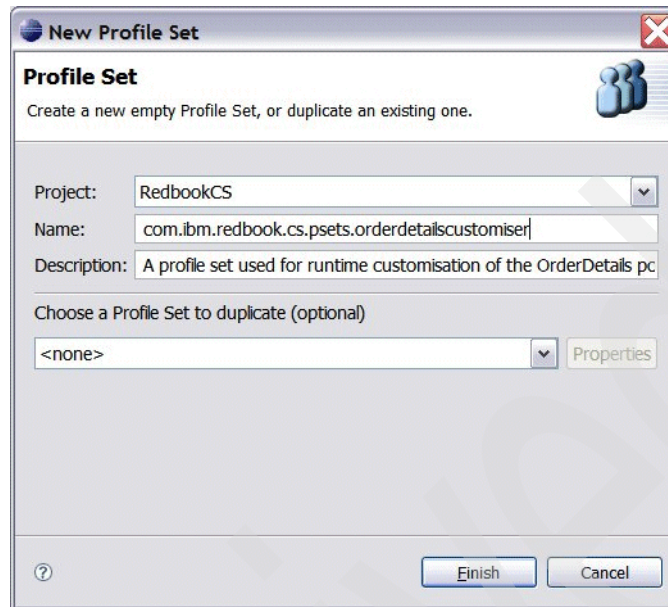 New Profile Set
Profile Set
Create a new empty Profile Set, or duplicate an existing one.
Project: RedbookCS
Name: com.ibm.redbook.cs.psets.orderdetailscustomiser
Description: A profile set used for runtime customisation of the OrderDetails
Choose a Profile Set to duplicate (optional)
<none> Properties
Finish Cancel